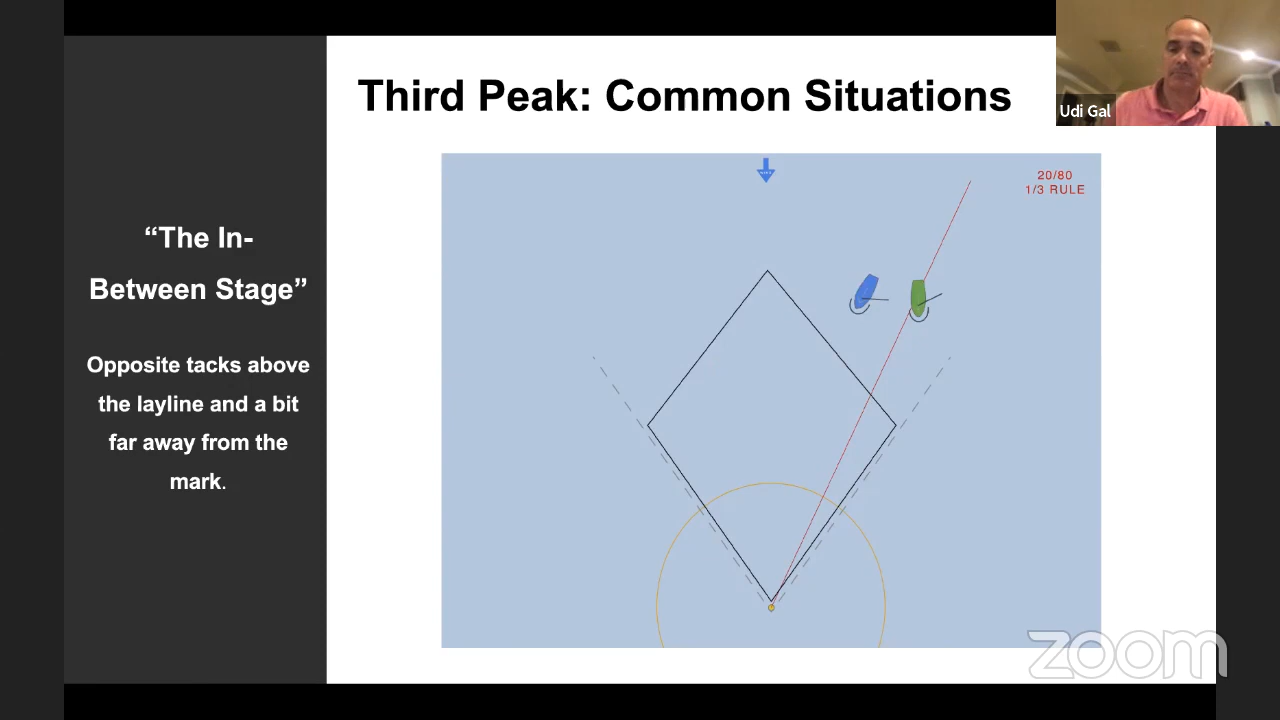 Third Peak: Common Situations
Udi Gal
“The In-
Between Stage”
Opposite tacks above
the layline and a bit
far away from the
mark.
20/80
1/3 RULE
zoom